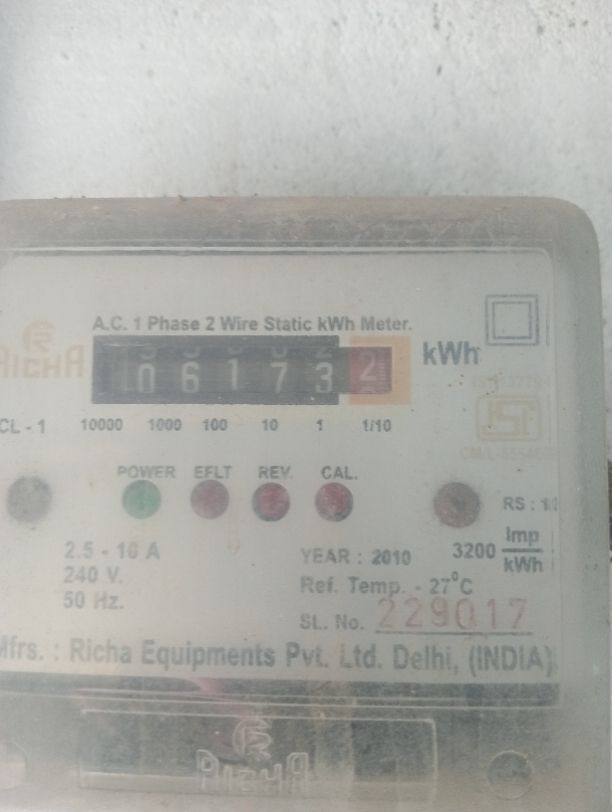 A.C. 1 Phase 2 Wire Static kWh Meter.
RICHA
0 6 1 7 3 2 kWh
CL - 1 10000 1000 100 10 1 1/10
POWER EFLT REV. CAL.
2.5 - 10 A
240 V.
50 Hz.
YEAR : 2010
3200 Imp/kWh
Ref. Temp. - 27°C
SL. No. 229017
Mfrs. : Richa Equipments Pvt. Ltd. Delhi, (INDIA)
RICHA